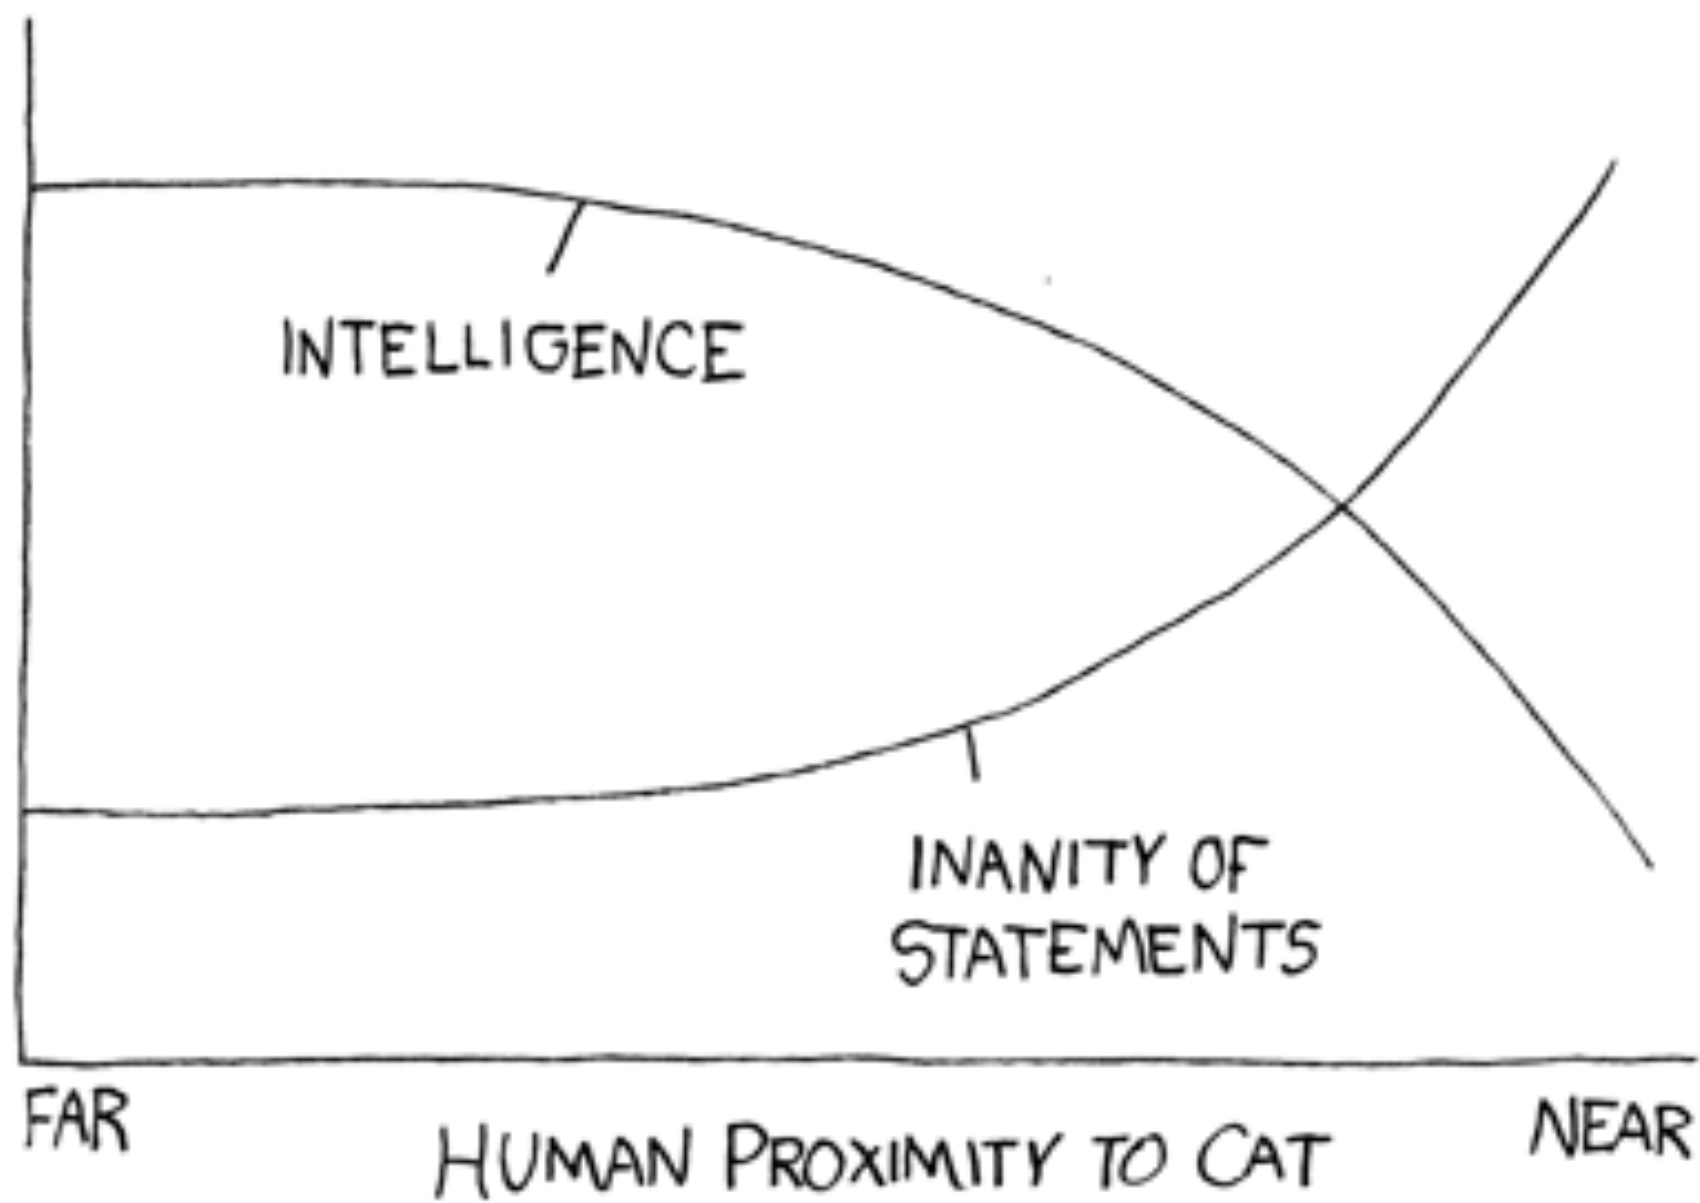 INTELLIGENCE
INANITY OF
STATEMENTS
FAR
NEAR
HUMAN PROXIMITY TO CAT